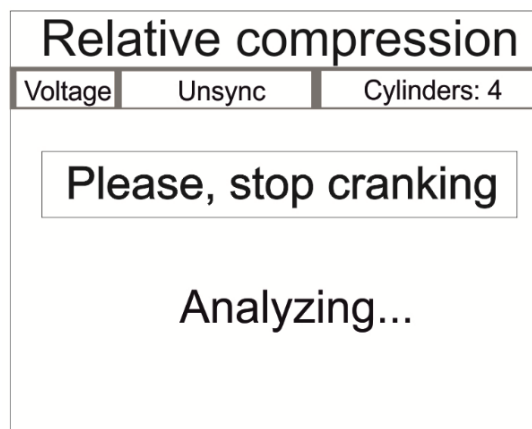 Relative compression
Voltage Unsync Cylinders: 4
Please, stop cranking
Analyzing...